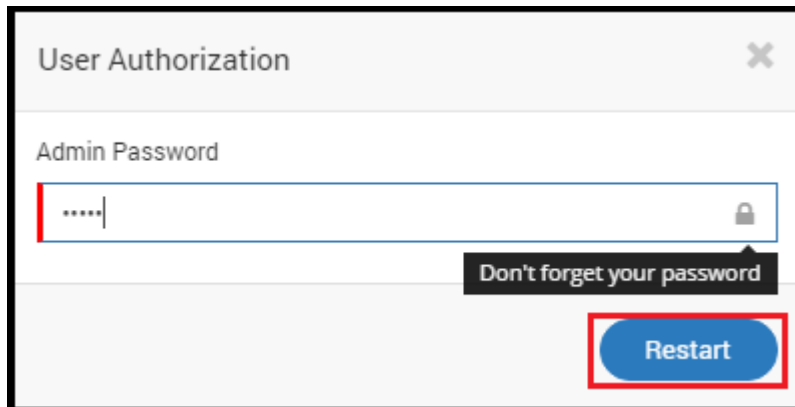 User Authorization
Admin Password
•••••
Don't forget your password
Restart